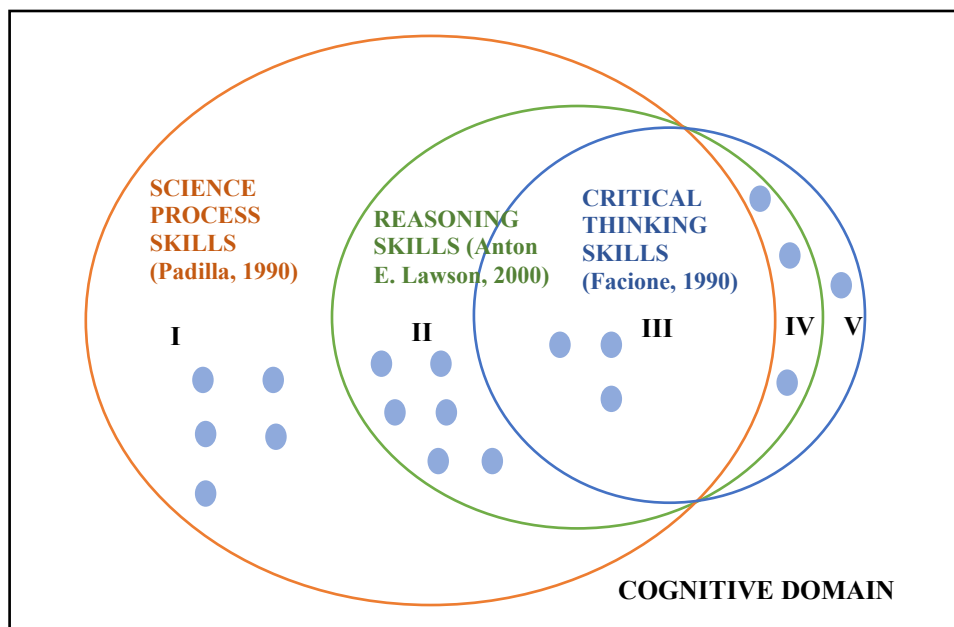 SCIENCE
PROCESS
SKILLS
(Padilla, 1990)
REASONING
SKILLS (Anton
E. Lawson, 2000)
CRITICAL
THINKING
SKILLS
(Facione, 1990)
I
II
III
IV
V
COGNITIVE DOMAIN